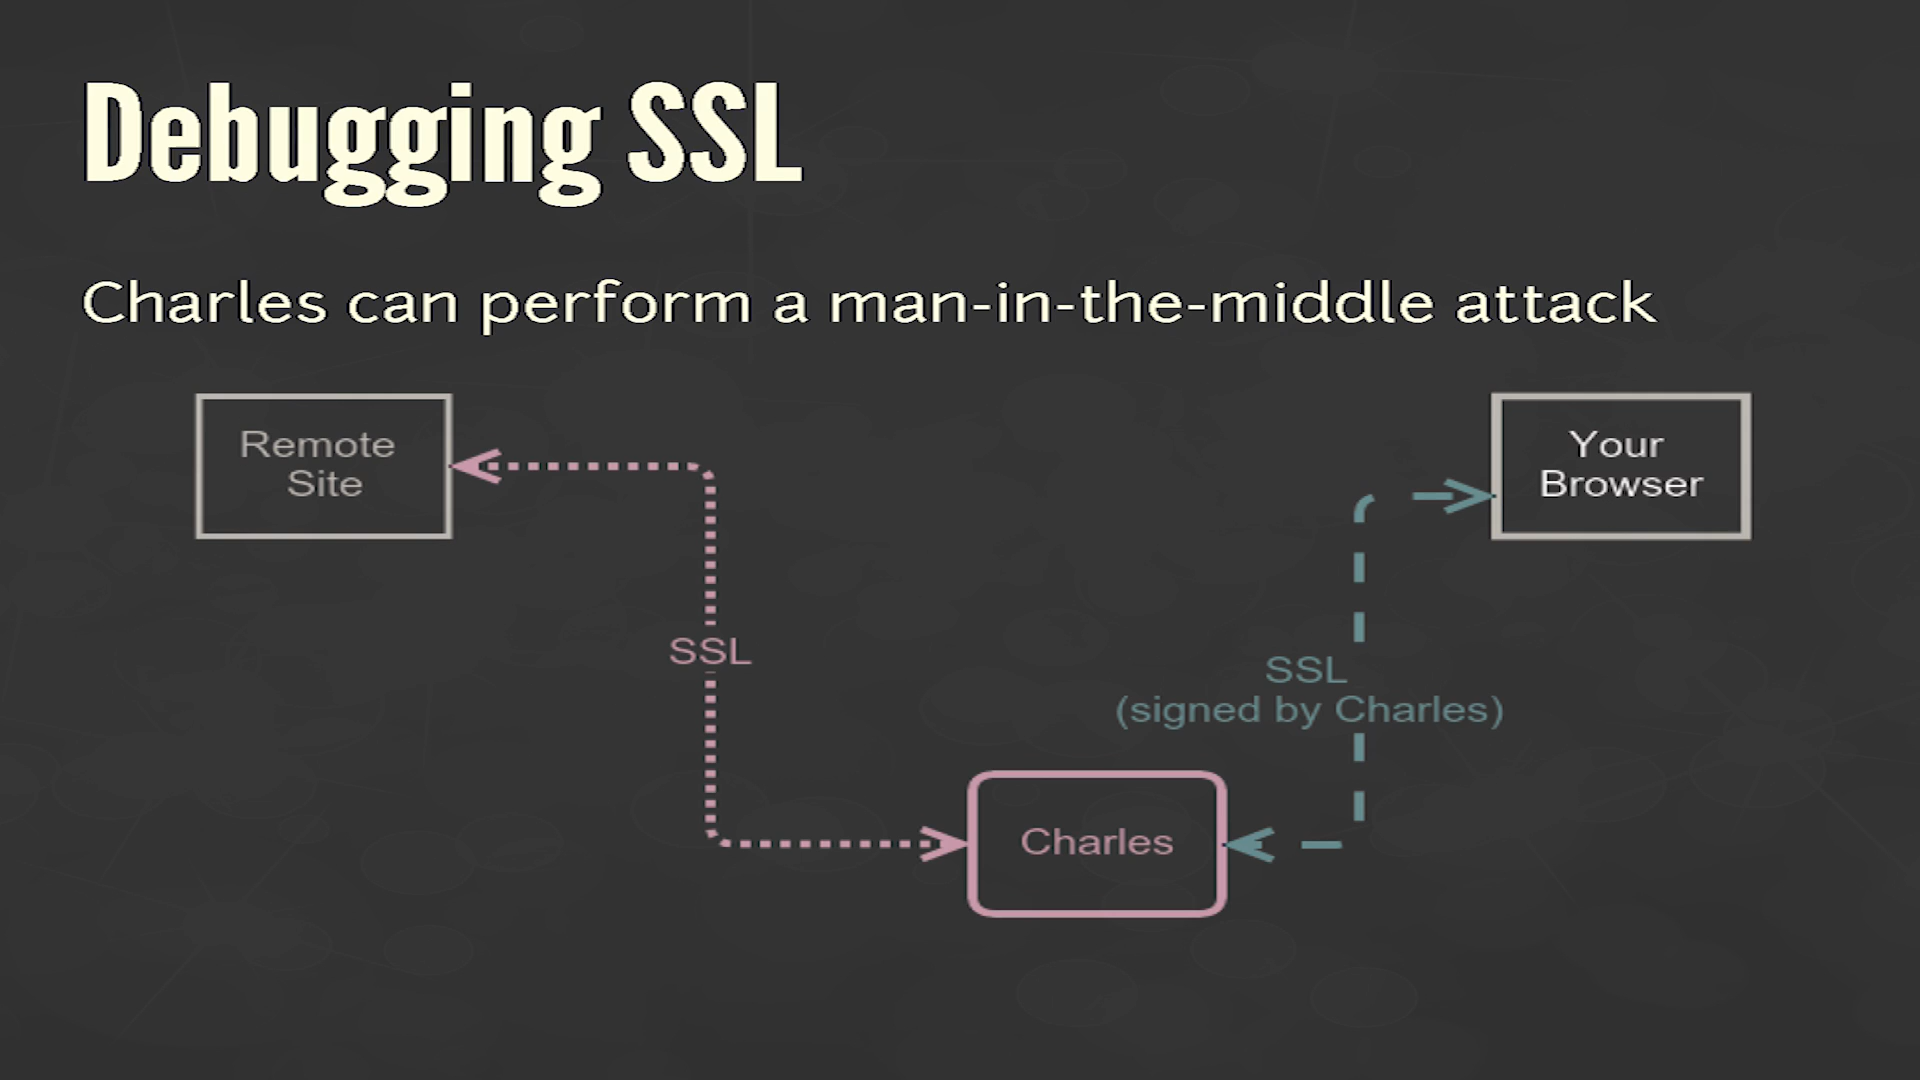 Debugging SSL
Charles can perform a man-in-the-middle attack
Remote
Site
Your
Browser
SSL
SSL
(signed by Charles)
Charles